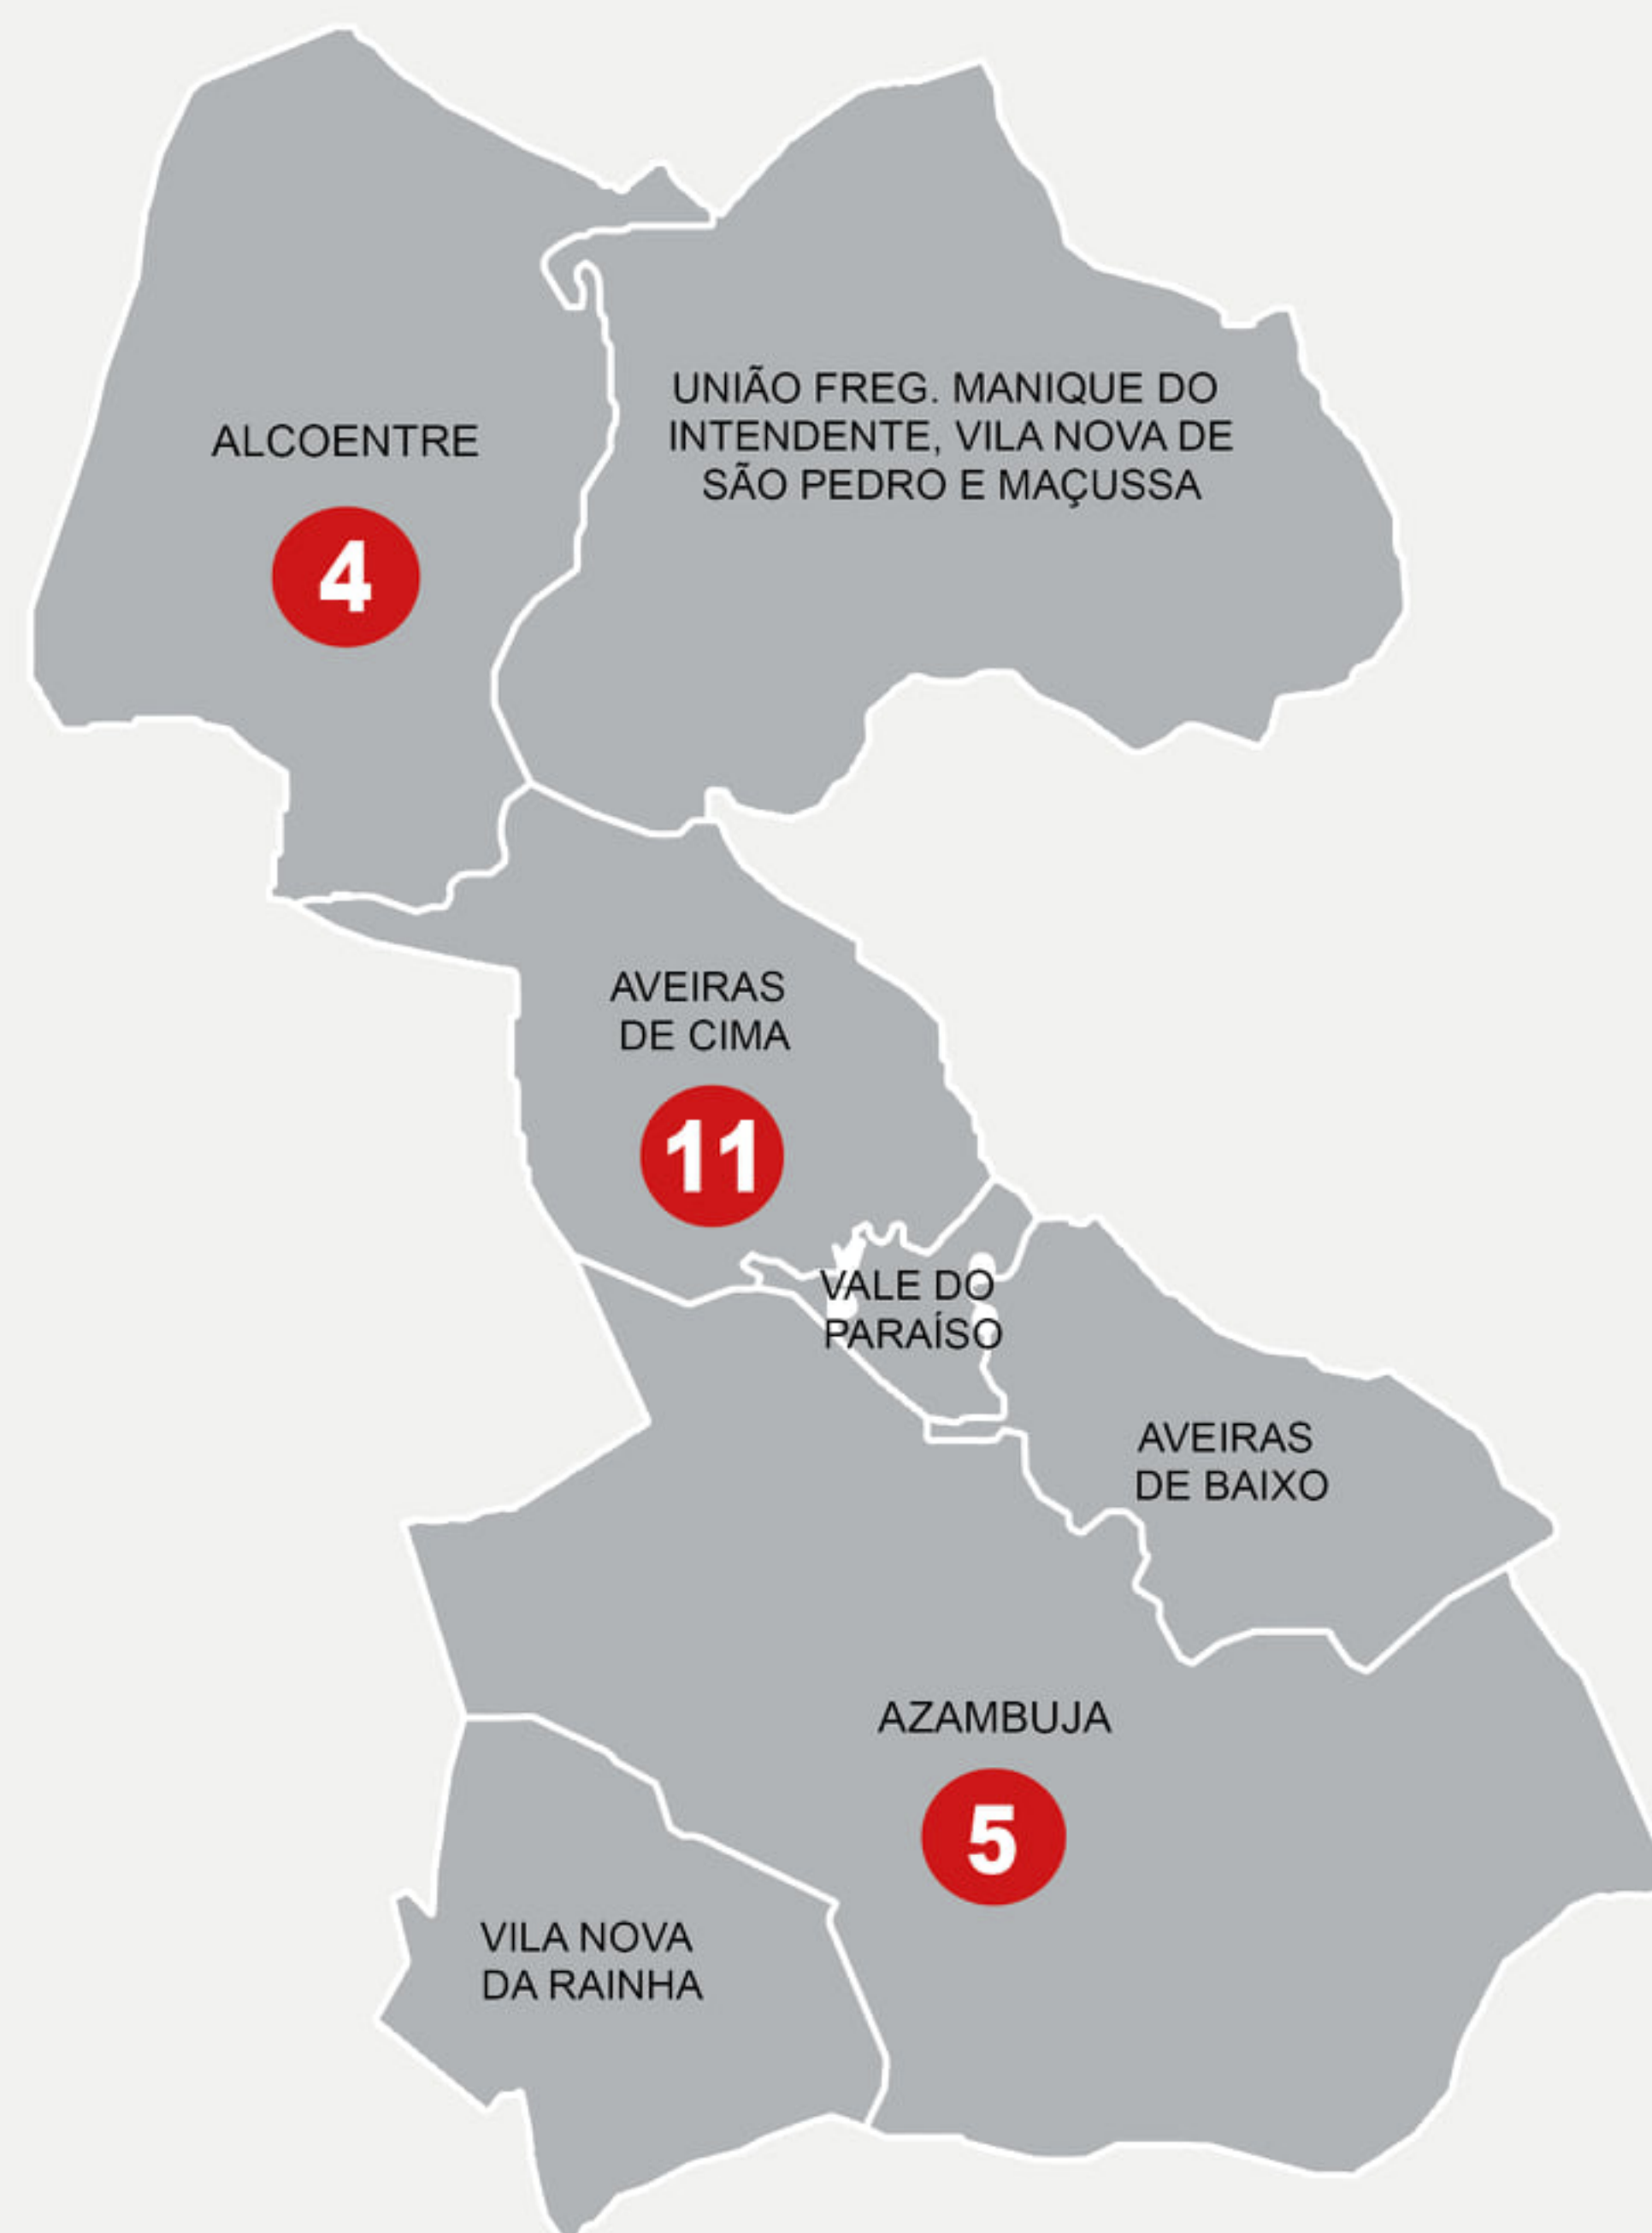 UNIÃO FREG. MANIQUE DO
INTENDENTE, VILA NOVA DE
SÃO PEDRO E MAÇUSSA
ALCOENTRE
4
AVEIRAS
DE CIMA
11
VALE DO
PARAÍSO
AVEIRAS
DE BAIXO
AZAMBUJA
5
VILA NOVA
DA RAINHA